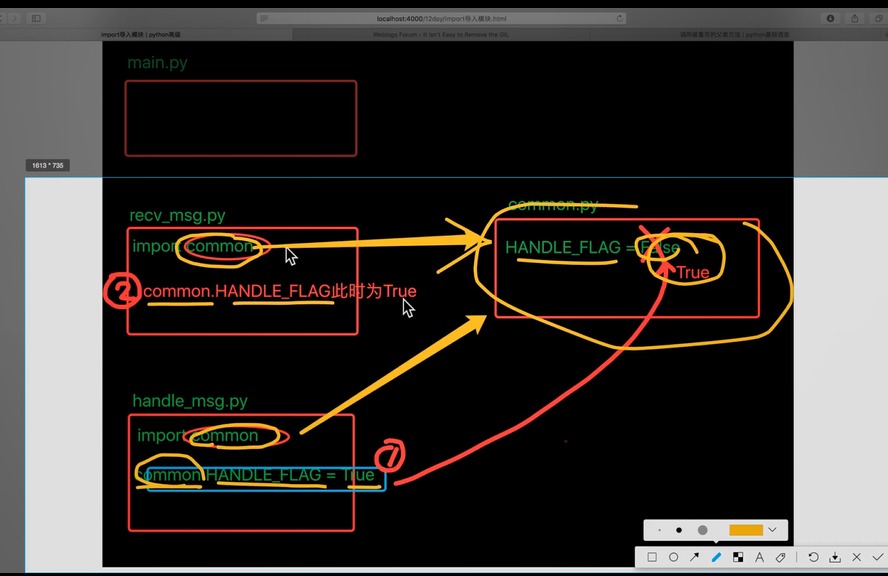 localhost:4000/12day/import导入模块.html
import导入模块 | python高级
Weblogs Forum - It isn't Easy to Remove the GIL
main.py
1613 * 735
recv_msg.py
common.py
import common
HANDLE_FLAG = False
True
② common.HANDLE_FLAG此时为True
handle_msg.py
import common
①
common.HANDLE_FLAG = True
A